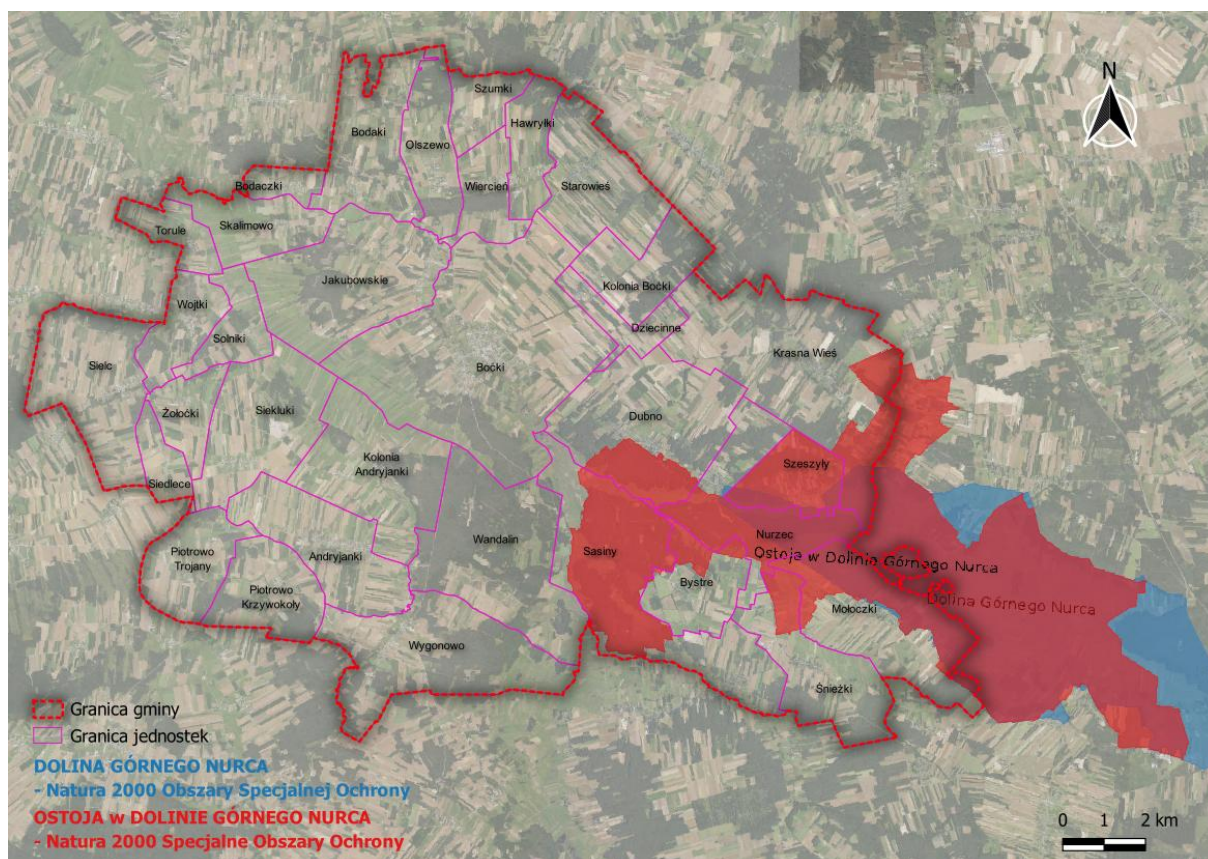 N
Szumki
Bodaki
Hawryłki
Olszewo
Wiercień
Bodaczki
Starowieś
Skalimowo
Torule
Jakubowskie
Kolonia Boćki
Wojtki
Dziecinne
Solniki
Krasna Wieś
Sielc
Boćki
Żołoćki
Siekluki
Dubno
Kolonia
Andryjanki
Szeszyły
Siedlece
Nurzec
Wandalin
Sasiny
Piotrowo
Trojany
Andryjanki
Ostoja w Dolinie Górnego Nurca
Bystre
Piotrowo
Krzywokoły
Dolina Górnego Nurca
Mołoczki
Wygonowo
Śnieżki
Granica gminy
Granica jednostek
DOLINA GÓRNEGO NURCA
- Natura 2000 Obszary Specjalnej Ochrony
OSTOJA w DOLINIE GÓRNEGO NURCA
- Natura 2000 Specjalne Obszary Ochrony
0 1 2 km